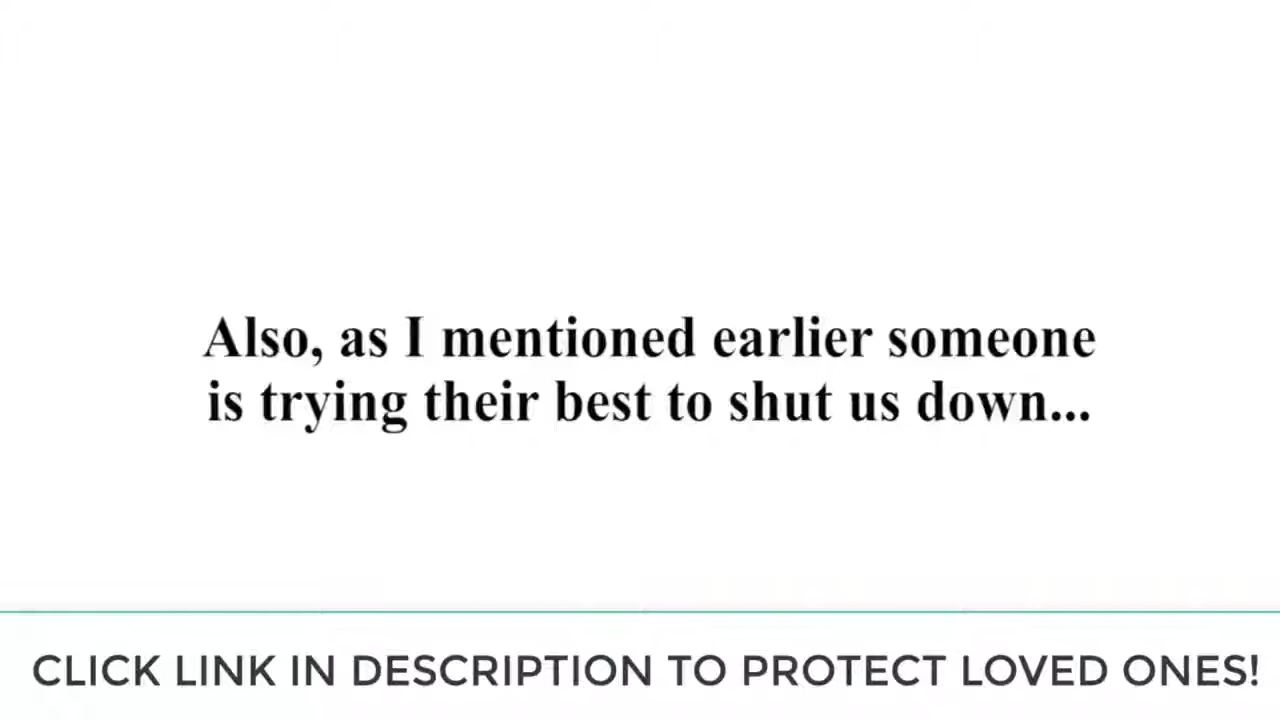 Also, as I mentioned earlier someone
is trying their best to shut us down...
CLICK LINK IN DESCRIPTION TO PROTECT LOVED ONES!